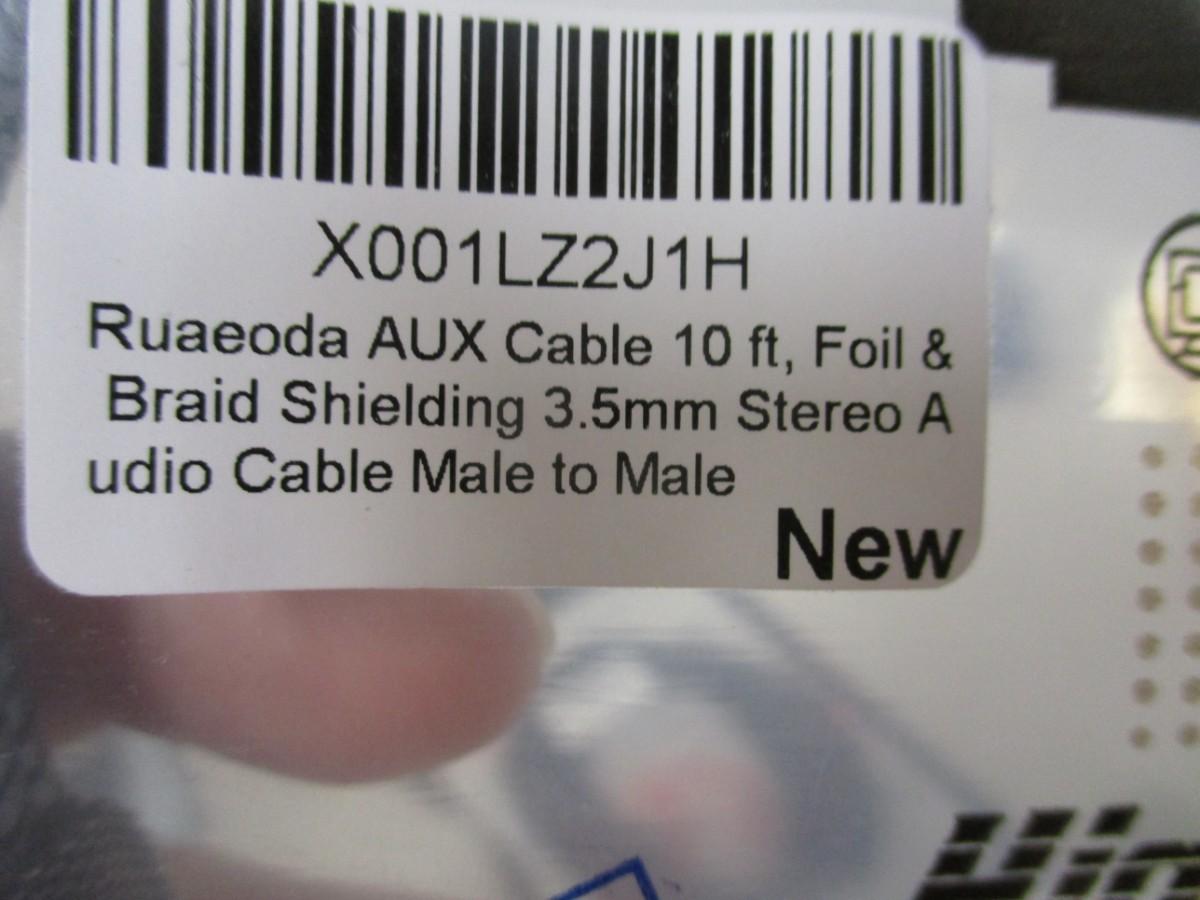 X001LZ2J1H
Ruaeoda AUX Cable 10 ft, Foil &
Braid Shielding 3.5mm Stereo A
udio Cable Male to Male
New